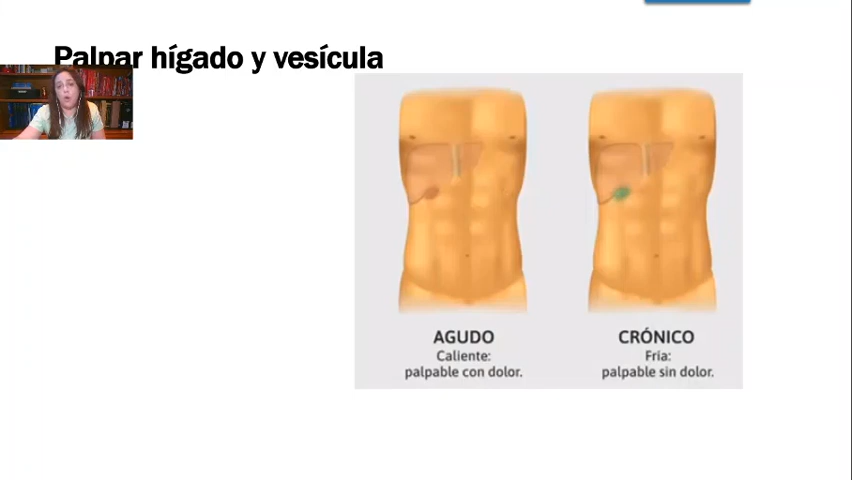 Palpar hígado y vesícula
AGUDO
Caliente:
palpable con dolor.
CRÓNICO
Fría:
palpable sin dolor.